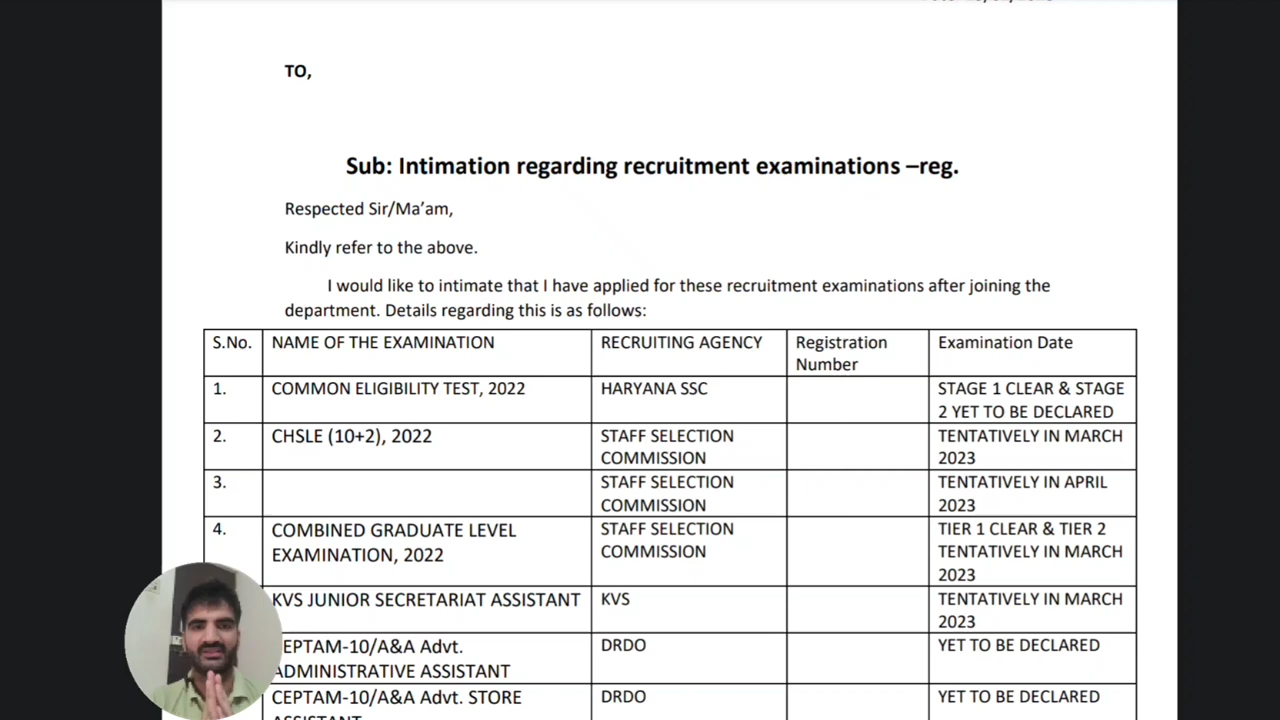 TO,
Sub: Intimation regarding recruitment examinations –reg.
Respected Sir/Ma'am,
Kindly refer to the above.
I would like to intimate that I have applied for these recruitment examinations after joining the
department. Details regarding this is as follows:
S.No. NAME OF THE EXAMINATION RECRUITING AGENCY Registration Number Examination Date
1. COMMON ELIGIBILITY TEST, 2022 HARYANA SSC STAGE 1 CLEAR & STAGE
2 YET TO BE DECLARED
2. CHSLE (10+2), 2022 STAFF SELECTION TENTATIVELY IN MARCH
COMMISSION 2023
3. STAFF SELECTION TENTATIVELY IN APRIL
COMMISSION 2023
4. COMBINED GRADUATE LEVEL STAFF SELECTION TIER 1 CLEAR & TIER 2
EXAMINATION, 2022 COMMISSION TENTATIVELY IN MARCH
2023
KVS JUNIOR SECRETARIAT ASSISTANT KVS TENTATIVELY IN MARCH
2023
CEPTAM-10/A&A Advt. DRDO YET TO BE DECLARED
ADMINISTRATIVE ASSISTANT
CEPTAM-10/A&A Advt. STORE DRDO YET TO BE DECLARED
ASSISTANT